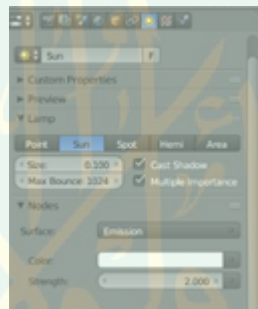 Sun F
Custom Properties
Preview
Lamp
Point Sun Spot Hemi Area
Size: 0.100 Cast Shadow
Max Bounce 1024 Multiple Importance
Nodes
Surface: Emission
Color:
Strength: 2.000